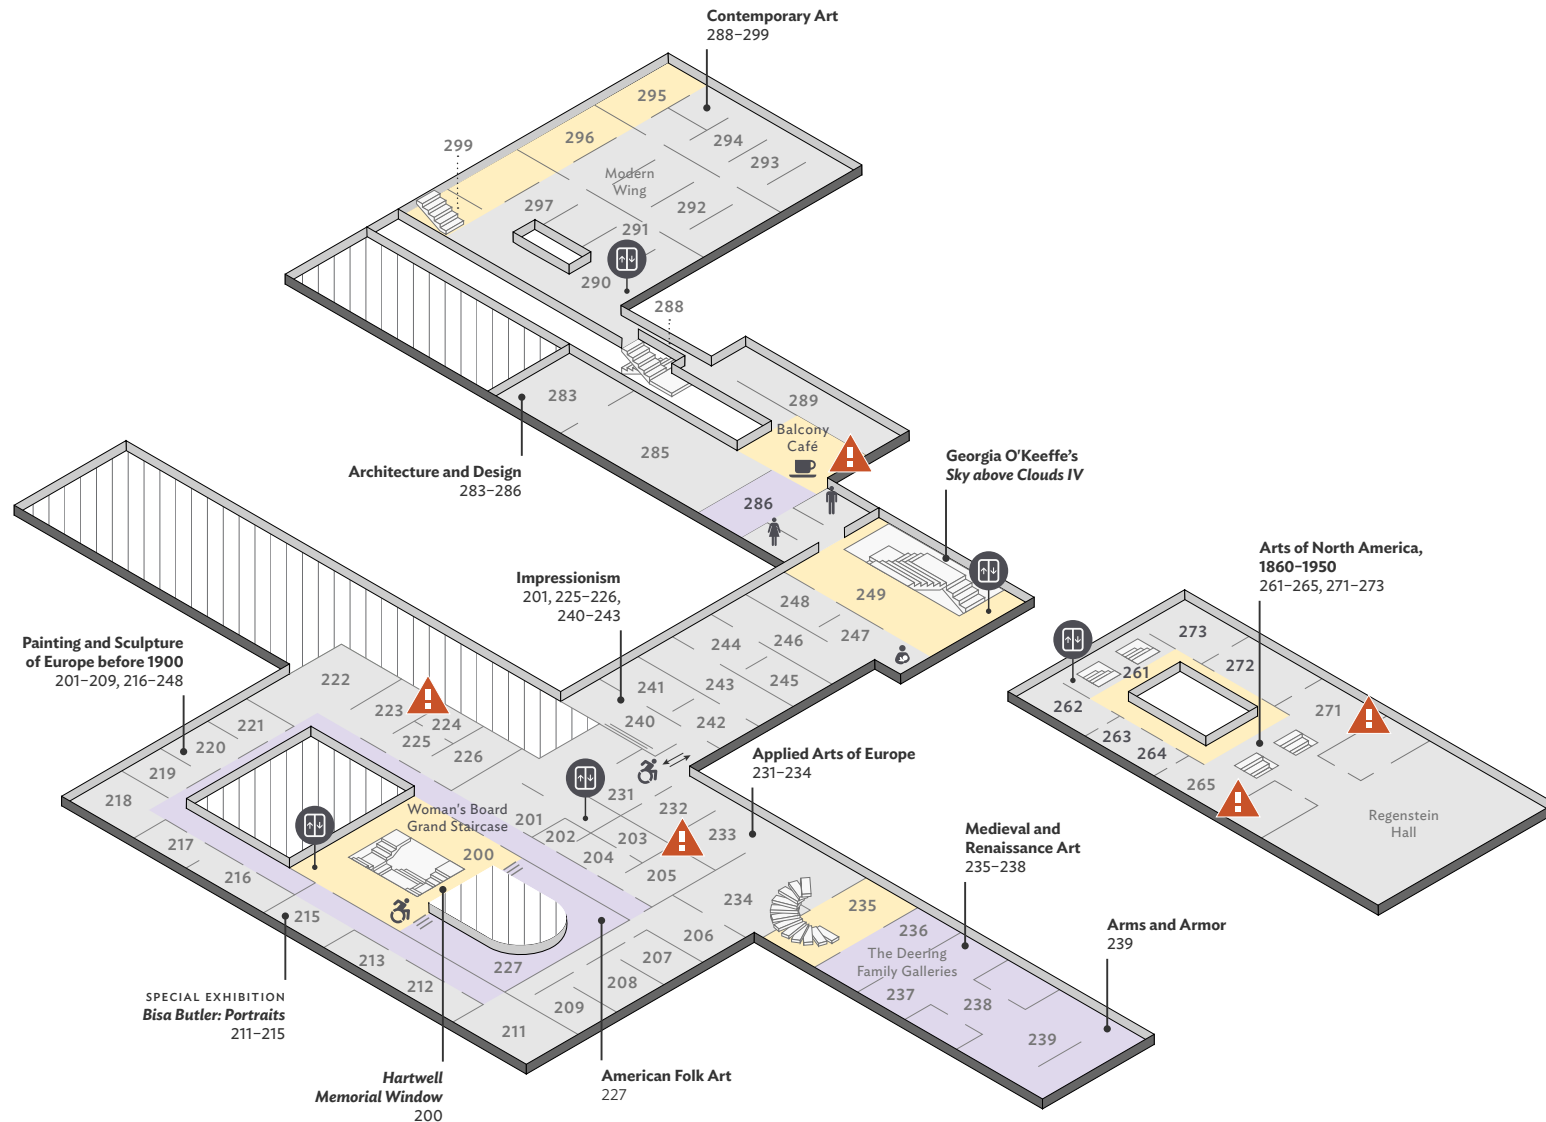 Contemporary Art
288–299
295
296
294
293
299
Modern
Wing
297
292
291
290
288
283
289
Balcony
Café
285
286
Architecture and Design
283–286
Georgia O'Keeffe's
Sky above Clouds IV
Arts of North America,
1860–1950
261–265, 271–273
Impressionism
201, 225–226,
240–243
249
248
247
246
244
245
243
241
242
240
Painting and Sculpture
of Europe before 1900
201–209, 216–248
222
223
224
225
226
221
220
219
218
217
216
215
213
212
211
Woman's Board
Grand Staircase
200
201
202
203
204
205
231
232
233
234
206
207
208
209
227
Applied Arts of Europe
231–234
273
272
261
262
263
264
265
271
Regenstein
Hall
Medieval and
Renaissance Art
235–238
235
236
The Deering
Family Galleries
237
238
239
Arms and Armor
239
SPECIAL EXHIBITION
Bisa Butler: Portraits
211–215
Hartwell
Memorial Window
200
American Folk Art
227